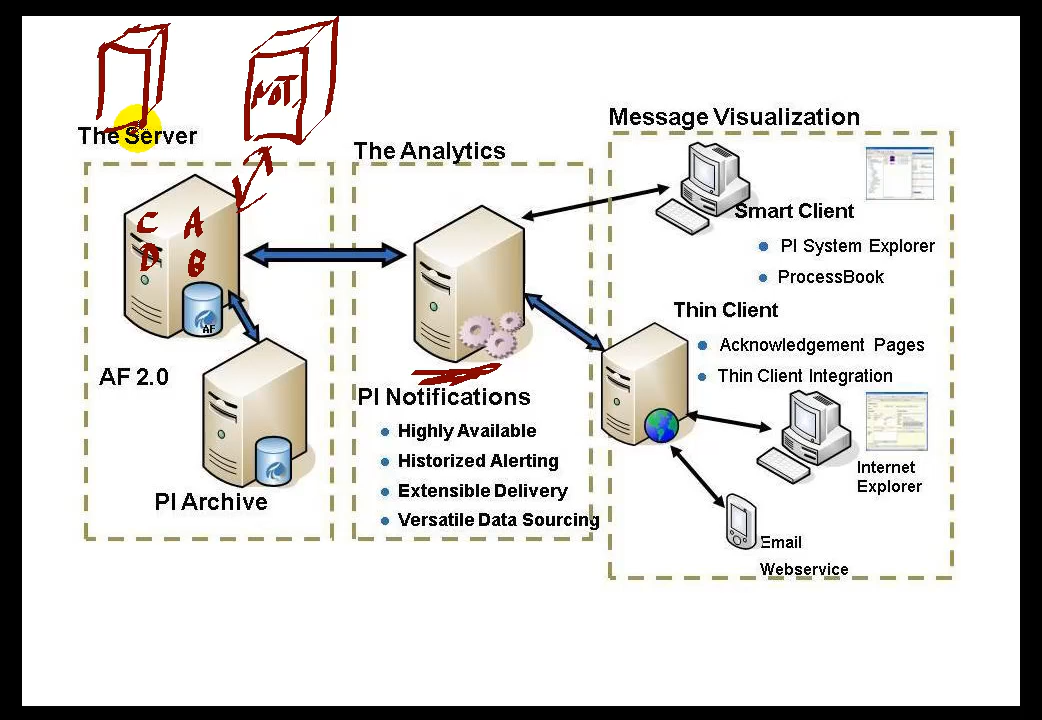 NOT
The Server
C A
D B
AF
AF 2.0
PI Archive
The Analytics
PI Notifications
Highly Available
Historized Alerting
Extensible Delivery
Versatile Data Sourcing
Message Visualization
Smart Client
PI System Explorer
ProcessBook
Thin Client
Acknowledgement Pages
Thin Client Integration
Internet
Explorer
Email
Webservice